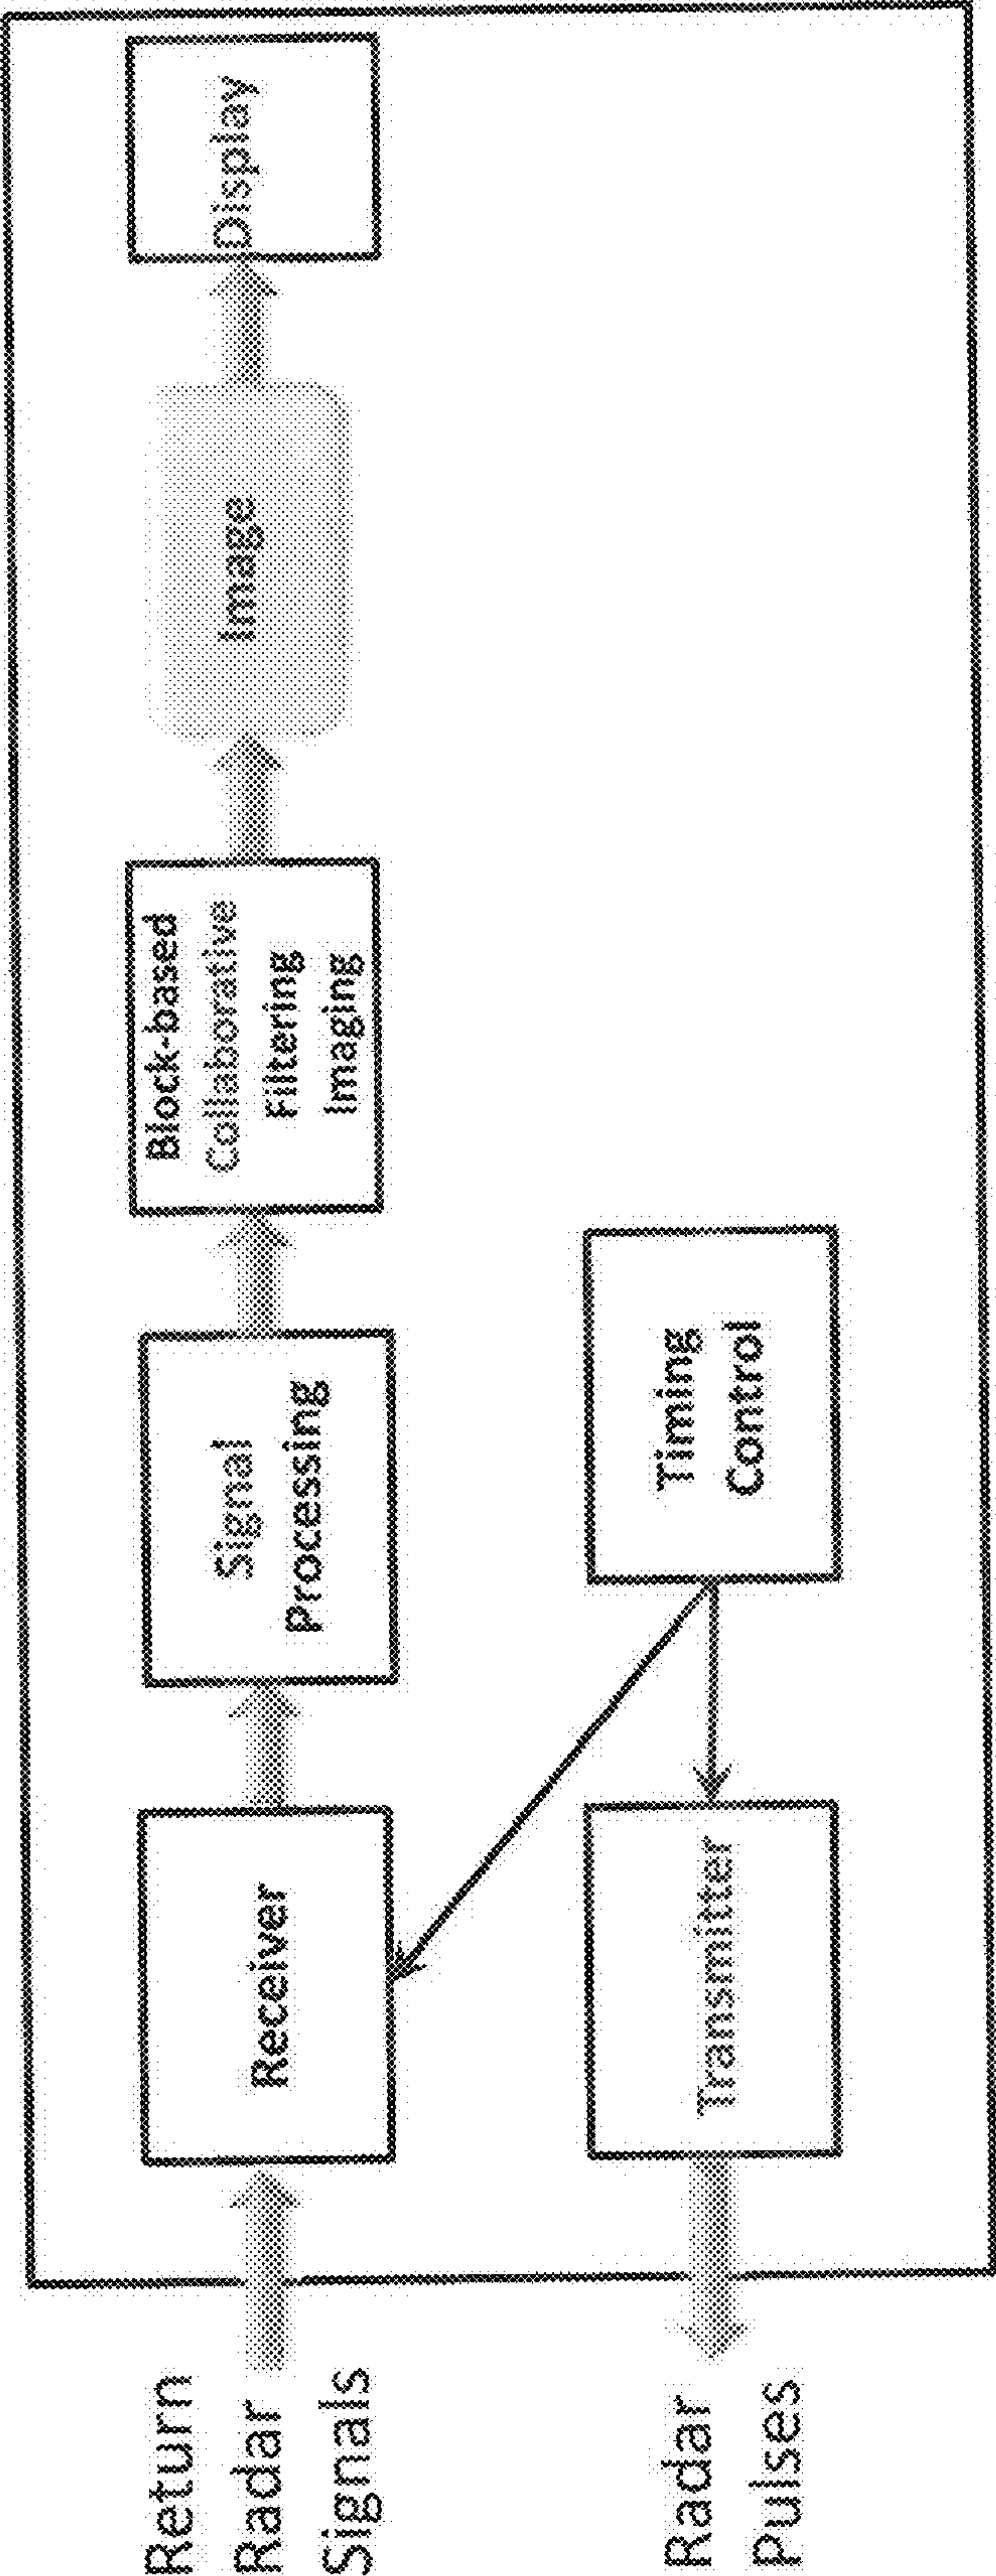 Return
Radar
Signals
Receiver
Signal
Processing
Block-based
Collaborative
Filtering
Imaging
Image
Display
Radar
Pulses
Transmitter
Timing
Control